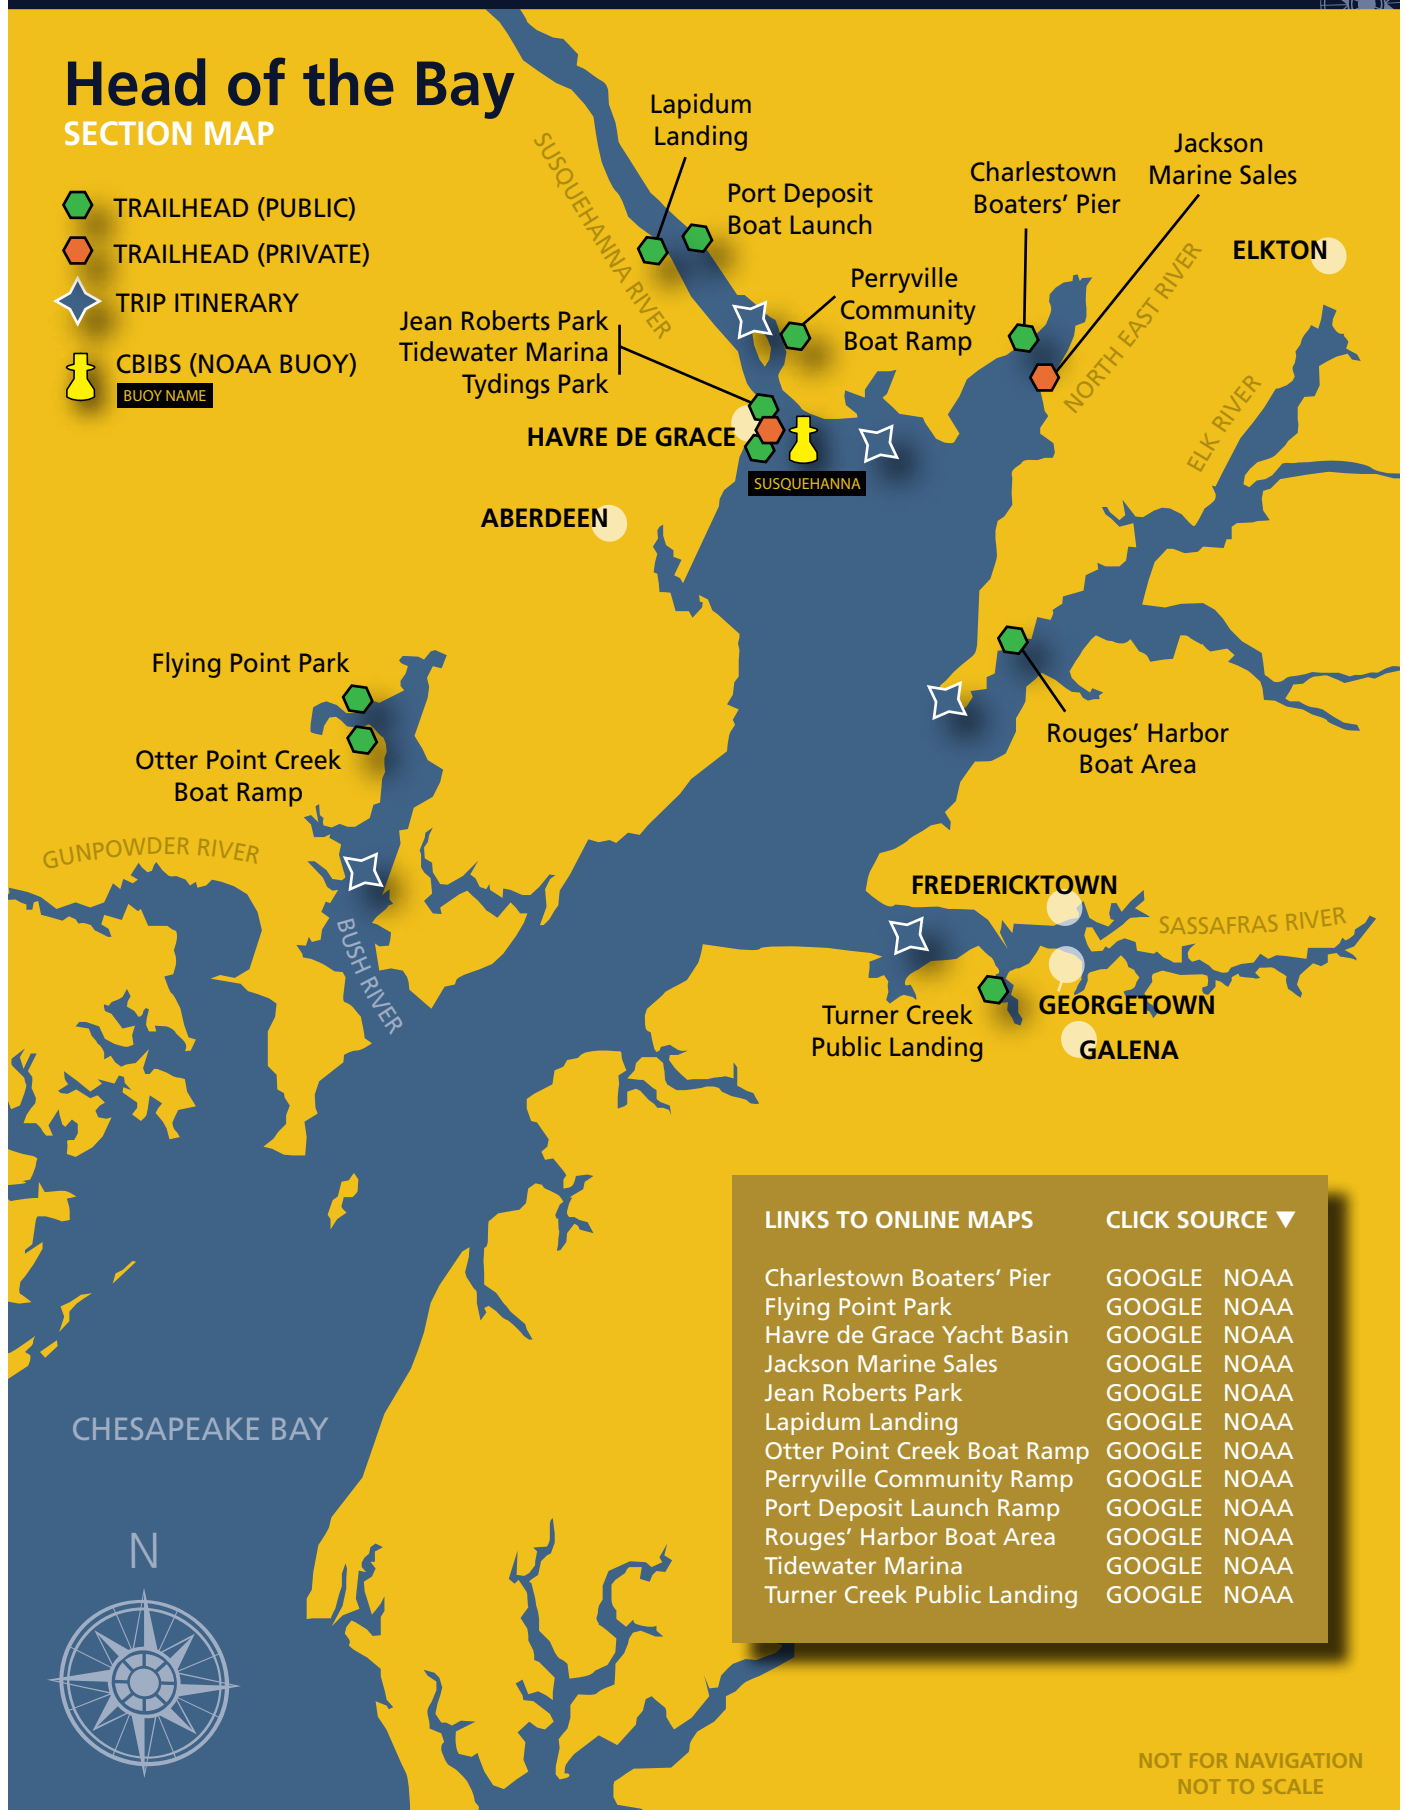 Head of the Bay
SECTION MAP
TRAILHEAD (PUBLIC)
TRAILHEAD (PRIVATE)
TRIP ITINERARY
CBIBS (NOAA BUOY)
BUOY NAME
SUSQUEHANNA RIVER
Lapidum
Landing
Port Deposit
Boat Launch
Perryville
Community
Boat Ramp
Charlestown
Boaters’ Pier
Jackson
Marine Sales
ELKTON
NORTH EAST RIVER
ELK RIVER
Jean Roberts Park
Tidewater Marina
Tydings Park
HAVRE DE GRACE
SUSQUEHANNA
ABERDEEN
Flying Point Park
Otter Point Creek
Boat Ramp
Rouges’ Harbor
Boat Area
GUNPOWDER RIVER
BUSH RIVER
FREDERICKTOWN
SASSAFRAS RIVER
GEORGETOWN
GALENA
Turner Creek
Public Landing
LINKS TO ONLINE MAPS CLICK SOURCE ▼
Charlestown Boaters’ Pier GOOGLE NOAA
Flying Point Park GOOGLE NOAA
Havre de Grace Yacht Basin GOOGLE NOAA
Jackson Marine Sales GOOGLE NOAA
Jean Roberts Park GOOGLE NOAA
Lapidum Landing GOOGLE NOAA
Otter Point Creek Boat Ramp GOOGLE NOAA
Perryville Community Ramp GOOGLE NOAA
Port Deposit Launch Ramp GOOGLE NOAA
Rouges’ Harbor Boat Area GOOGLE NOAA
Tidewater Marina GOOGLE NOAA
Turner Creek Public Landing GOOGLE NOAA
CHESAPEAKE BAY
N
NOT FOR NAVIGATION
NOT TO SCALE